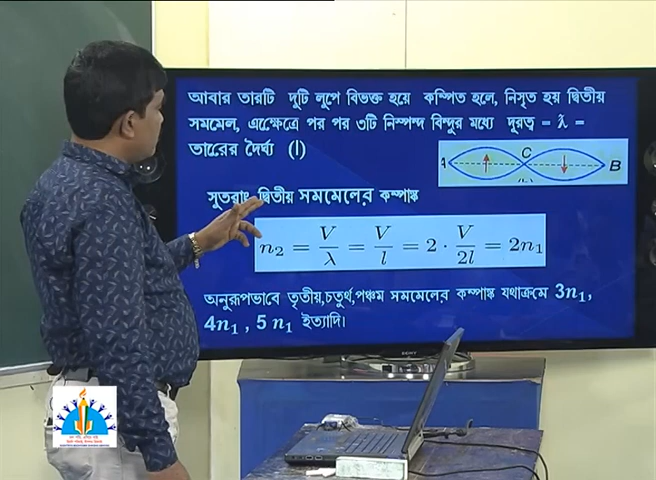 আবার তারটি দুটি লুপে বিভক্ত হয়ে কম্পিত হলে, নিসৃত হয় দ্বিতীয়
সমমেল, এক্ষেত্রে পর পর ৩টি নিস্পন্দ বিন্দুর মধ্যে দূরত্ব = λ =
তারের দৈর্ঘ্য (l)
A C B
সুতরাং দ্বিতীয় সমমেলের কম্পাঙ্ক
n₂ = V/λ = V/l = 2 · V/2l = 2n₁
অনুরূপভাবে তৃতীয়,চতুর্থ,পঞ্চম সমমেলের কম্পাঙ্ক যথাক্রমে 3n₁,
4n₁ , 5 n₁ ইত্যাদি।
SONY